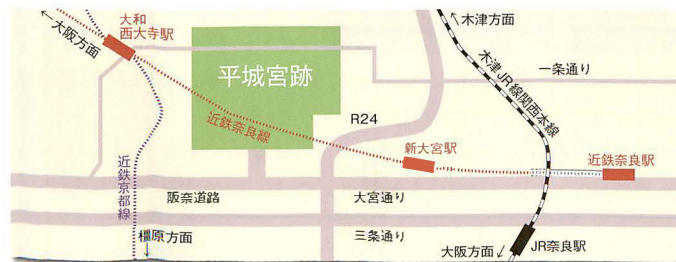 大和
西大寺駅
←大阪方面
平城宮跡
木津方面
一条通り
木津JR線関西本線
近鉄奈良線
R24
新大宮駅
近鉄奈良駅
近鉄京都線
阪奈道路
大宮通り
橿原方面
三条通り
大阪方面
JR奈良駅